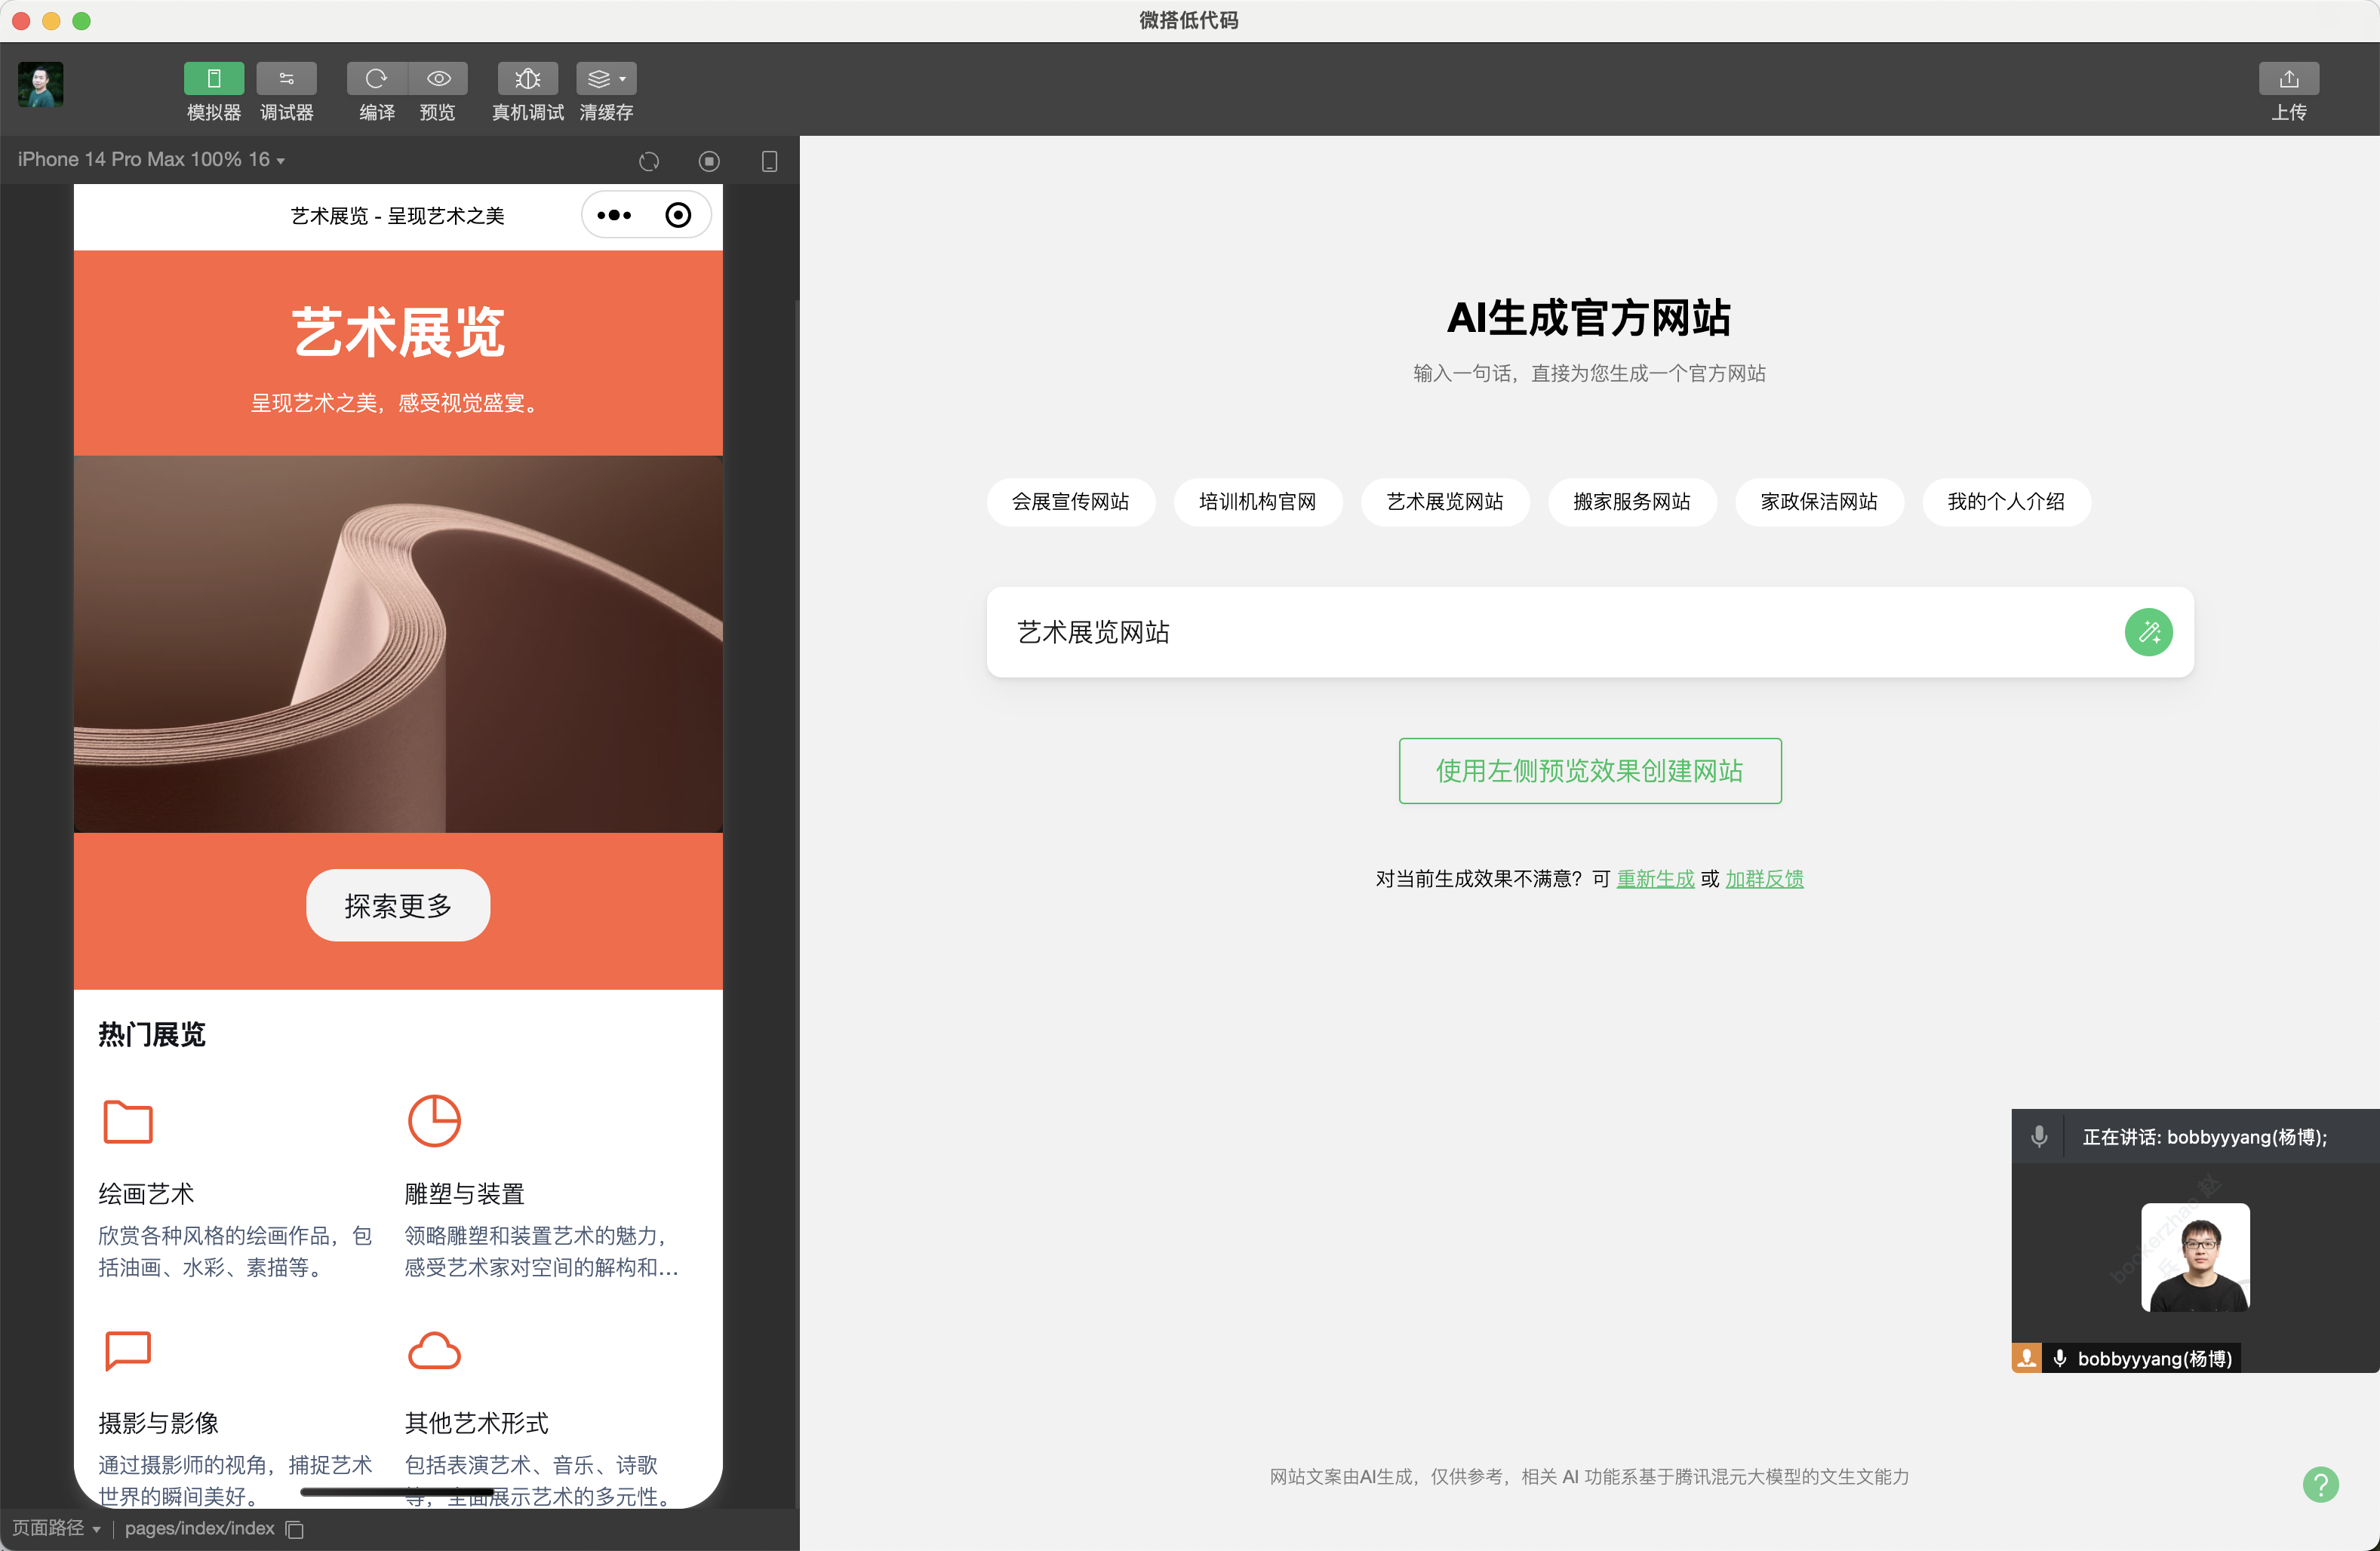 微搭低代码
模拟器
调试器
编译
预览
真机调试
清缓存
上传
iPhone 14 Pro Max 100% 16
艺术展览 - 呈现艺术之美
艺术展览
呈现艺术之美，感受视觉盛宴。
探索更多
热门展览
绘画艺术
欣赏各种风格的绘画作品，包
括油画、水彩、素描等。
雕塑与装置
领略雕塑和装置艺术的魅力，
感受艺术家对空间的解构和...
摄影与影像
通过摄影师的视角，捕捉艺术
世界的瞬间美好。
其他艺术形式
包括表演艺术、音乐、诗歌
等，全面展示艺术的多元性。
页面路径
pages/index/index
AI生成官方网站
输入一句话，直接为您生成一个官方网站
会展宣传网站
培训机构官网
艺术展览网站
搬家服务网站
家政保洁网站
我的个人介绍
艺术展览网站
使用左侧预览效果创建网站
对当前生成效果不满意？可 重新生成 或 加群反馈
正在讲话: bobbyyyang(杨博);
bobbyyyang(杨博)
网站文案由AI生成，仅供参考，相关 AI 功能系基于腾讯混元大模型的文生文能力
?